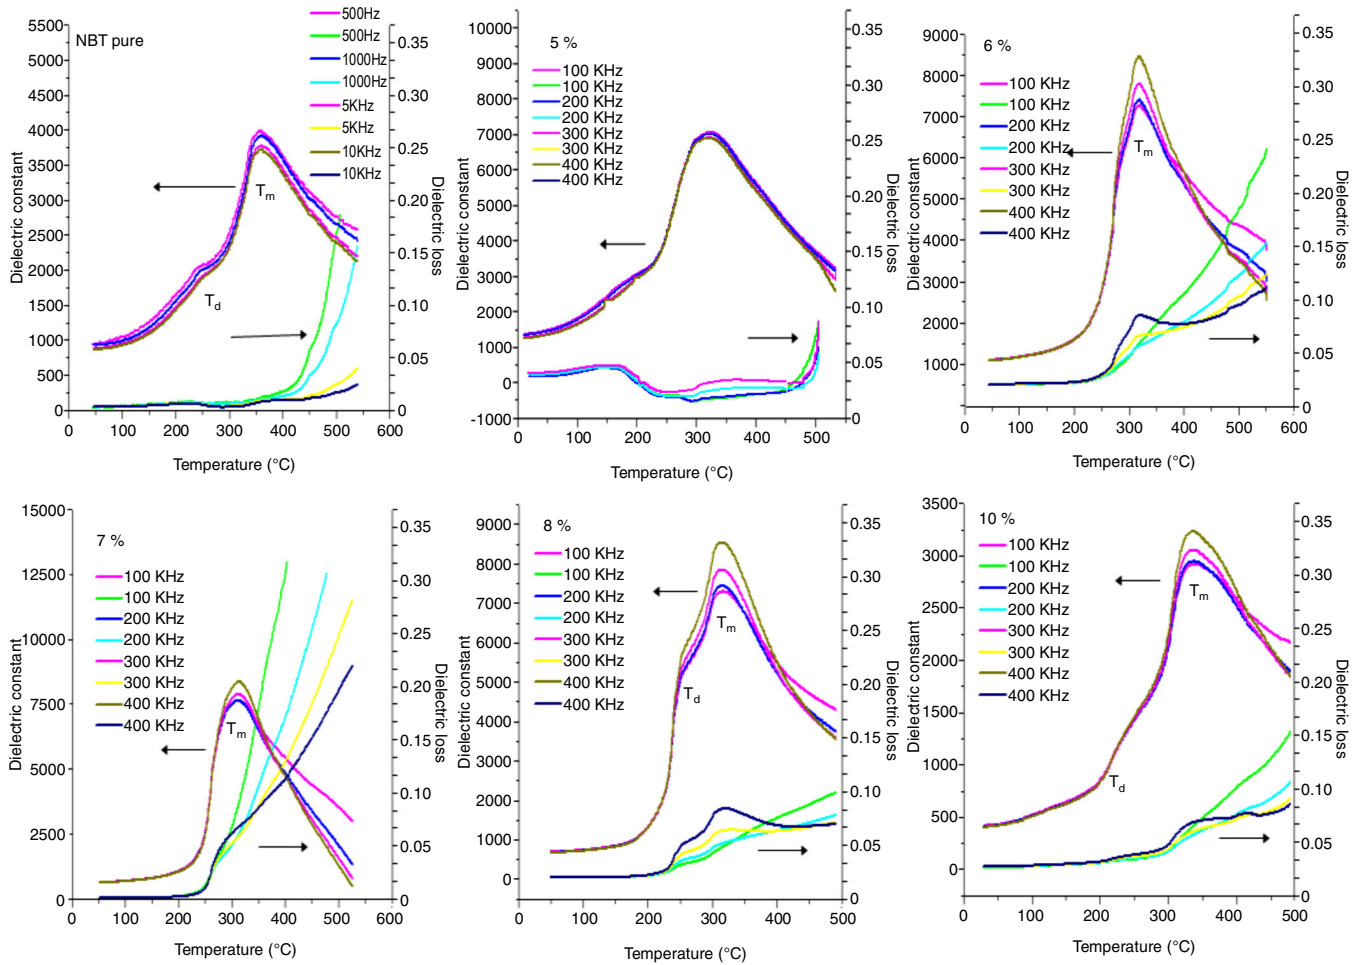 NBT pure
500Hz
500Hz
1000Hz
1000Hz
5KHz
5KHz
10KHz
10KHz
Tm
Td
5500
5000
4500
4000
3500
3000
2500
2000
1500
1000
500
0
0.35
0.30
0.25
0.20
0.15
0.10
0.05
0
0 100 200 300 400 500 600
Dielectric constant
Dielectric loss
Temperature (°C)
5 %
100 KHz
100 KHz
200 KHz
200 KHz
300 KHz
300 KHz
400 KHz
400 KHz
10000
9000
8000
7000
6000
5000
4000
3000
2000
1000
0
-1000
0.35
0.30
0.25
0.20
0.15
0.10
0.05
0
0 100 200 300 400 500
Dielectric constant
Dielectric loss
Temperature (°C)
6 %
100 KHz
100 KHz
200 KHz
200 KHz
300 KHz
300 KHz
400 KHz
400 KHz
Tm
9000
8000
7000
6000
5000
4000
3000
2000
1000
0.35
0.30
0.25
0.20
0.15
0.10
0.05
0
0 100 200 300 400 500 600
Dielectric constant
Dielectric loss
Temperature (°C)
7 %
100 KHz
100 KHz
200 KHz
200 KHz
300 KHz
300 KHz
400 KHz
400 KHz
Tm
15000
12500
10000
7500
5000
2500
0
0.35
0.30
0.25
0.20
0.15
0.10
0.05
0
0 100 200 300 400 500 600
Dielectric constant
Dielectric loss
Temperature (°C)
8 %
100 KHz
100 KHz
200 KHz
200 KHz
300 KHz
300 KHz
400 KHz
400 KHz
Tm
Td
9000
8000
7000
6000
5000
4000
3000
2000
1000
0
0.35
0.30
0.25
0.20
0.15
0.10
0.05
0
0 100 200 300 400 500
Dielectric constant
Dielectric loss
Temperature (°C)
10 %
100 KHz
100 KHz
200 KHz
200 KHz
300 KHz
300 KHz
400 KHz
400 KHz
Tm
Td
3500
3000
2500
2000
1500
1000
500
0
0.35
0.30
0.25
0.20
0.15
0.10
0.05
0
0 100 200 300 400 500
Dielectric constant
Dielectric loss
Temperature (°C)